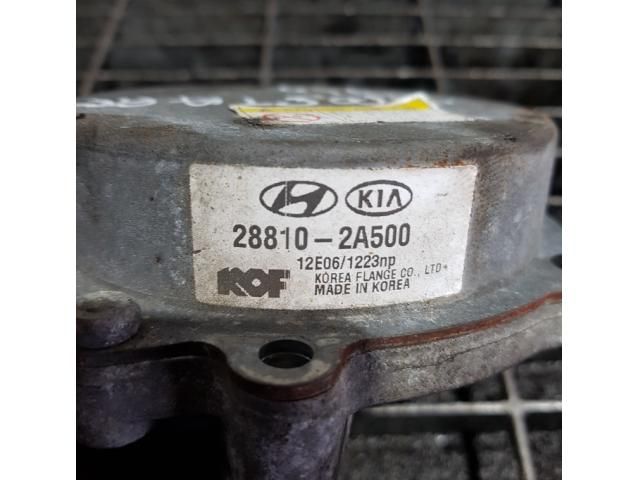 KIA
28810-2A500
12E06/1223np
KOF KOREA FLANGE CO., LTD.
MADE IN KOREA